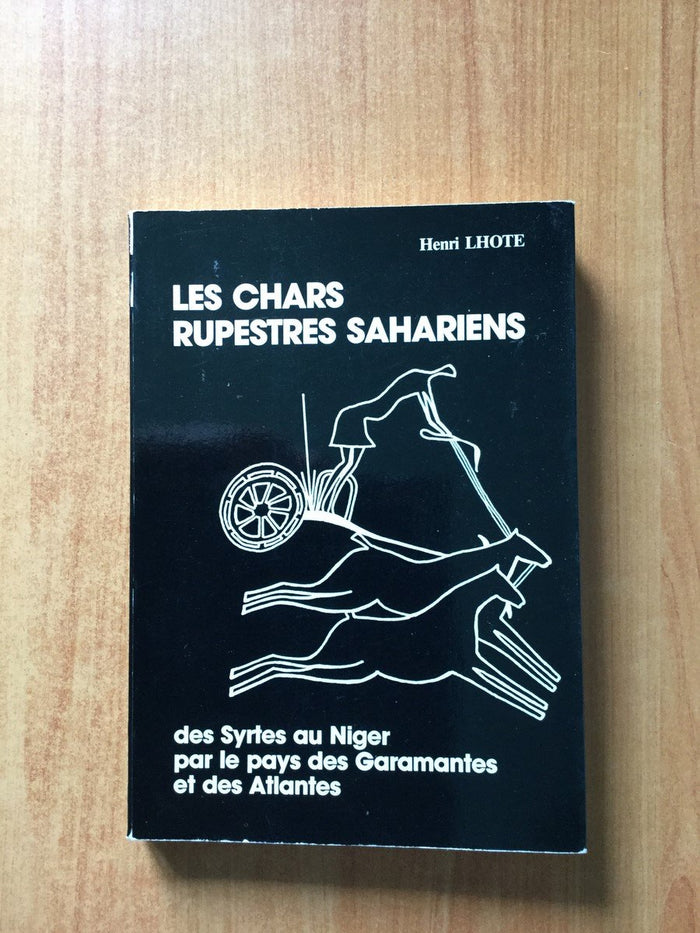 Henri LHOTE
LES CHARS
RUPESTRES SAHARIENS
des Syrtes au Niger
par le pays des Garamantes
et des Atlantes